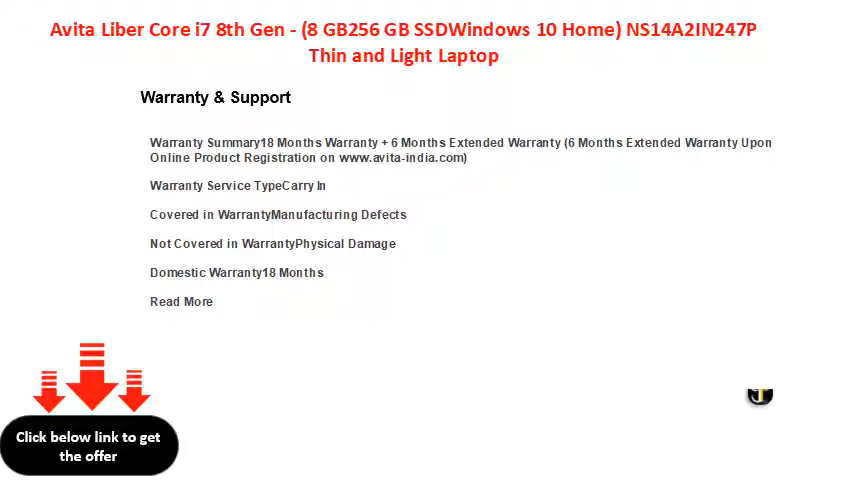 Avita Liber Core i7 8th Gen - (8 GB256 GB SSDWindows 10 Home) NS14A2IN247P
Thin and Light Laptop
Warranty & Support
Warranty Summary18 Months Warranty + 6 Months Extended Warranty (6 Months Extended Warranty Upon
Online Product Registration on www.avita-india.com)
Warranty Service TypeCarry In
Covered in WarrantyManufacturing Defects
Not Covered in WarrantyPhysical Damage
Domestic Warranty18 Months
Read More
Click below link to get
the offer